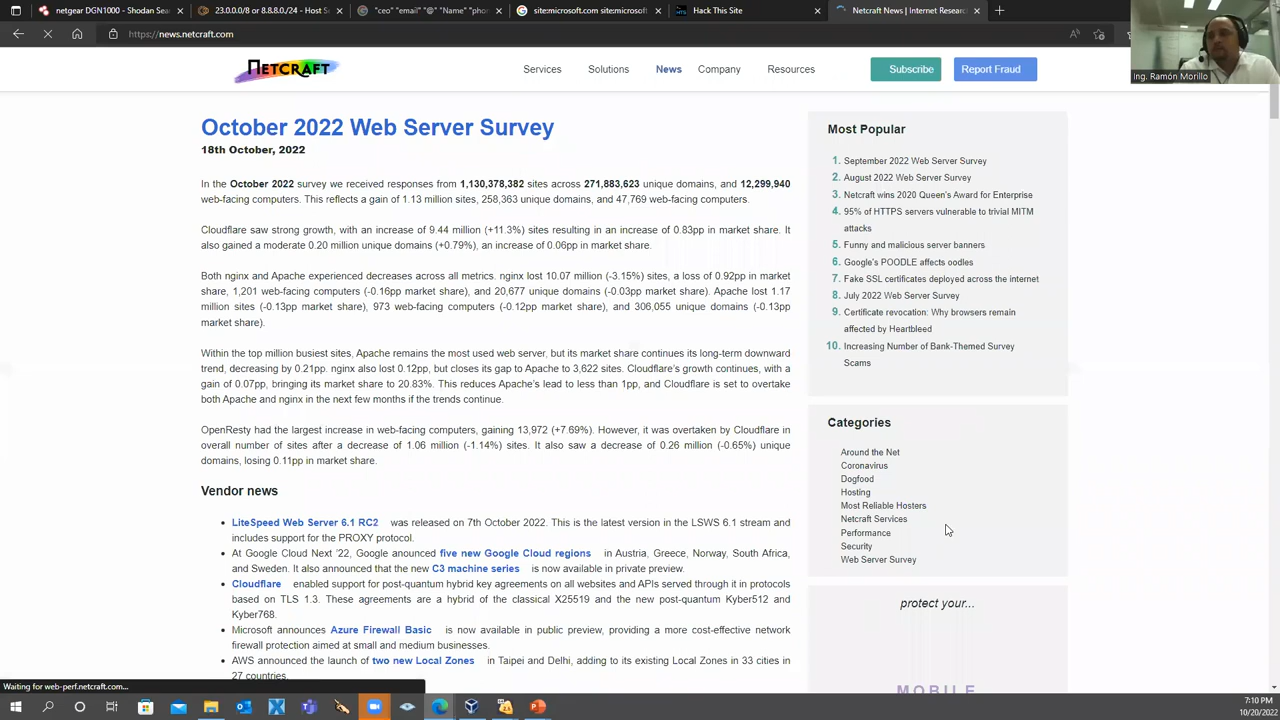 netgear DGN1000 - Shodan Sea
23.0.0.0/8 or 8.8.8.0/24 - Host S
"ceo" "email" "@" "Name" "pho
site:microsoft.com site:microsof
Hack This Site
Netcraft News | Internet Researc
https://news.netcraft.com
Ing. Ramón Morillo
NETCRAFT
Services
Solutions
News
Company
Resources
Subscribe
Report Fraud
October 2022 Web Server Survey
18th October, 2022
In the October 2022 survey we received responses from 1,130,378,382 sites across 271,883,623 unique domains, and 12,299,940
web-facing computers. This reflects a gain of 1.13 million sites, 258,363 unique domains, and 47,769 web-facing computers.
Cloudflare saw strong growth, with an increase of 9.44 million (+11.3%) sites resulting in an increase of 0.83pp in market share. It
also gained a moderate 0.20 million unique domains (+0.79%), an increase of 0.06pp in market share.
Both nginx and Apache experienced decreases across all metrics. nginx lost 10.07 million (-3.15%) sites, a loss of 0.92pp in market
share, 1,201 web-facing computers (-0.16pp market share), and 20,677 unique domains (-0.03pp market share). Apache lost 1.17
million sites (-0.13pp market share), 973 web-facing computers (-0.12pp market share), and 306,055 unique domains (-0.13pp
market share).
Within the top million busiest sites, Apache remains the most used web server, but its market share continues its long-term downward
trend, decreasing by 0.21pp. nginx also lost 0.12pp, but closes its gap to Apache to 3,622 sites. Cloudflare's growth continues, with a
gain of 0.07pp, bringing its market share to 20.83%. This reduces Apache's lead to less than 1pp, and Cloudflare is set to overtake
both Apache and nginx in the next few months if the trends continue.
OpenResty had the largest increase in web-facing computers, gaining 13,972 (+7.69%). However, it was overtaken by Cloudflare in
overall number of sites after a decrease of 1.06 million (-1.14%) sites. It also saw a decrease of 0.26 million (-0.65%) unique
domains, losing 0.11pp in market share.
Vendor news
• LiteSpeed Web Server 6.1 RC2 was released on 7th October 2022. This is the latest version in the LSWS 6.1 stream and
includes support for the PROXY protocol.
• At Google Cloud Next '22, Google anounced five new Google Cloud regions in Austria, Greece, Norway, South Africa,
and Sweden. It also announced that the new C3 machine series is now available in private preview.
• Cloudflare enabled support for post-quantum hybrid key agreements on all websites and APIs served through it in protocols
based on TLS 1.3. These agreements are a hybrid of the classical X25519 and the new post-quantum Kyber512 and
Kyber768.
• Microsoft announces Azure Firewall Basic is now available in public preview, providing a more cost-effective network
firewall protection aimed at small and medium businesses.
• AWS announced the launch of two new Local Zones in Taipei and Delhi, adding to its existing Local Zones in 33 cities in
27 countries.
Most Popular
1. September 2022 Web Server Survey
2. August 2022 Web Server Survey
3. Netcraft wins 2020 Queen's Award for Enterprise
4. 95% of HTTPS servers vulnerable to trivial MITM
attacks
5. Funny and malicious server banners
6. Google's POODLE affects oodles
7. Fake SSL certificates deployed across the internet
8. July 2022 Web Server Survey
9. Certificate revocation: Why browsers remain
affected by Heartbleed
10. Increasing Number of Bank-Themed Survey
Scams
Categories
Around the Net
Coronavirus
Dogfood
Hosting
Most Reliable Hosters
Netcraft Services
Performance
Security
Web Server Survey
protect your...
MOBILE
Waiting for web-perf.netcraft.com...
7:10 PM
10/20/2022